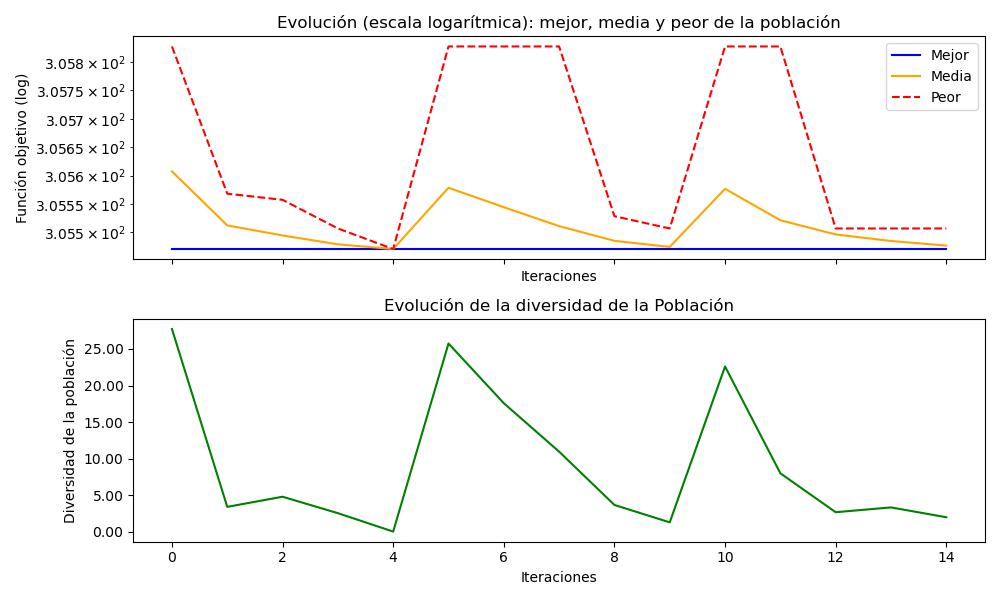 Evolución (escala logarítmica): mejor, media y peor de la población
Función objetivo (log)
3.058 × 10²
3.0575 × 10²
3.057 × 10²
3.0565 × 10²
3.056 × 10²
3.0555 × 10²
3.055 × 10²
Mejor
Media
Peor
Iteraciones
Evolución de la diversidad de la Población
Diversidad de la población
25.00
20.00
15.00
10.00
5.00
0.00
0 2 4 6 8 10 12 14
Iteraciones